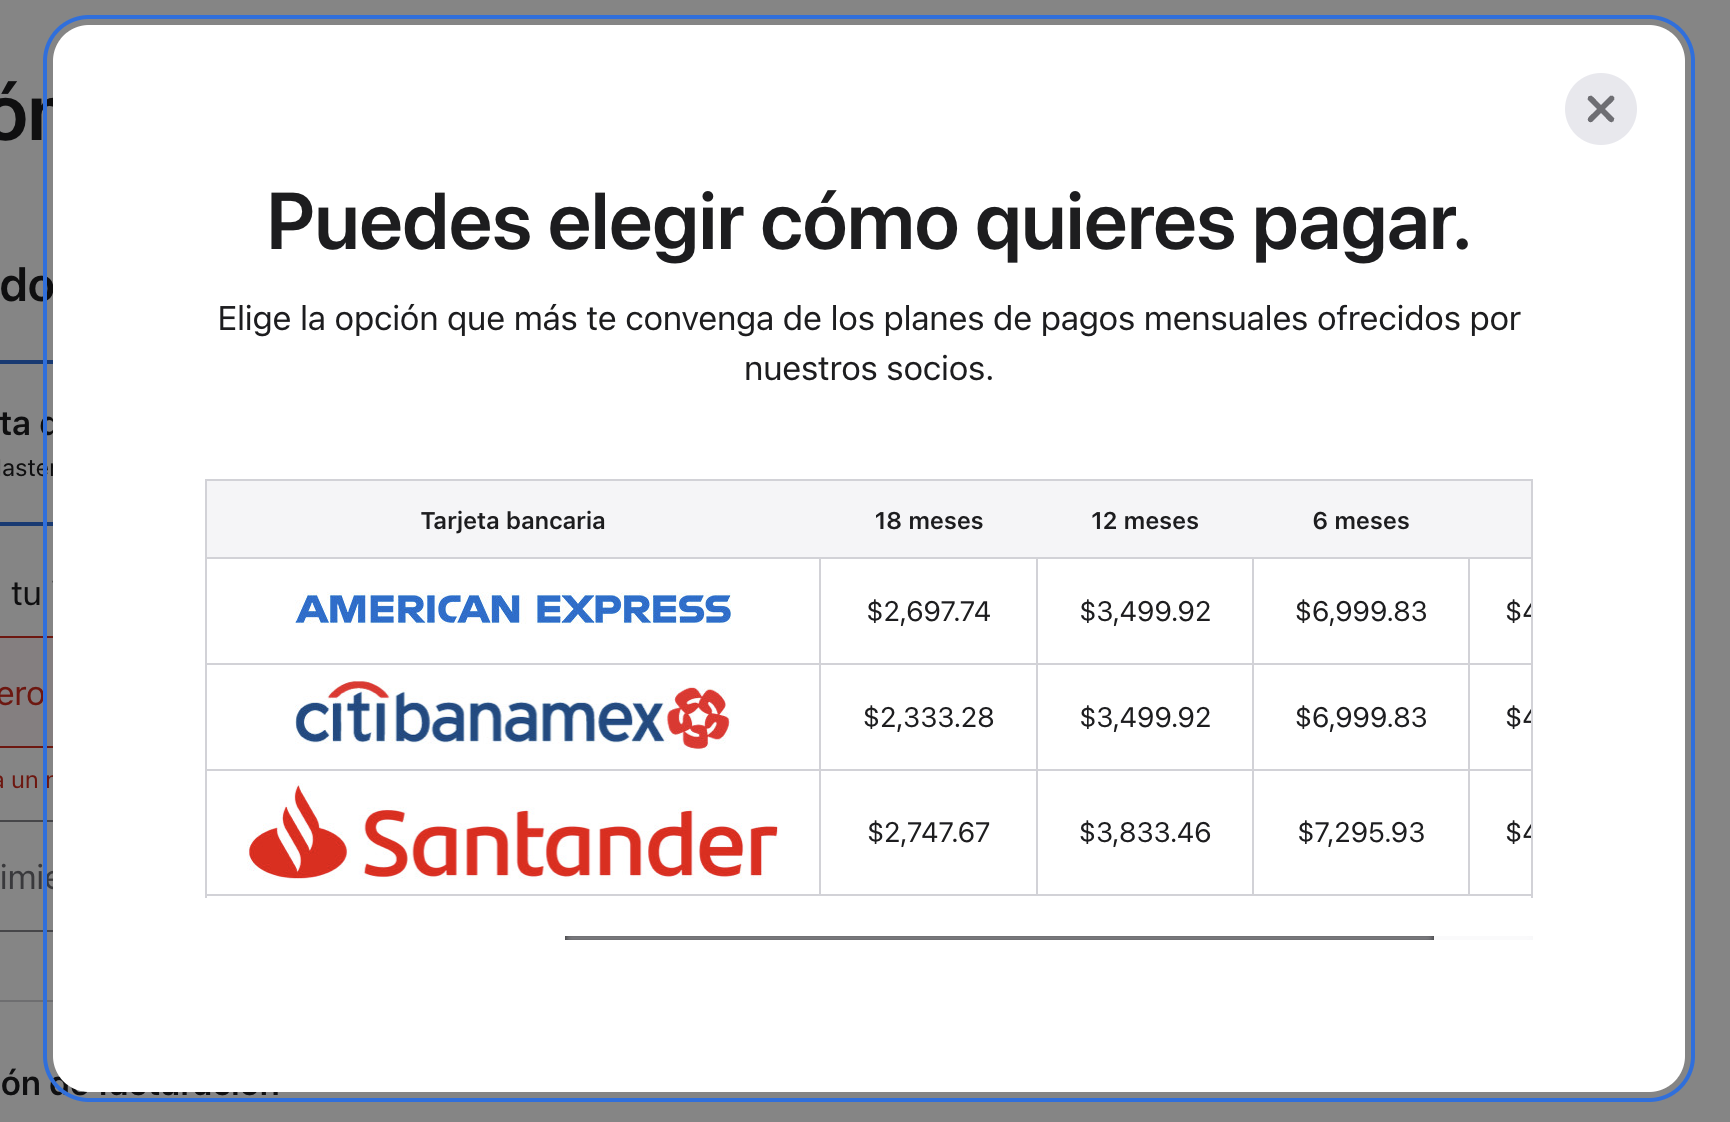 Puedes elegir cómo quieres pagar.
Elige la opción que más te convenga de los planes de pagos mensuales ofrecidos por
nuestros socios.
Tarjeta bancaria 18 meses 12 meses 6 meses
AMERICAN EXPRESS $2,697.74 $3,499.92 $6,999.83
citibanamex $2,333.28 $3,499.92 $6,999.83
Santander $2,747.67 $3,833.46 $7,295.93
tu